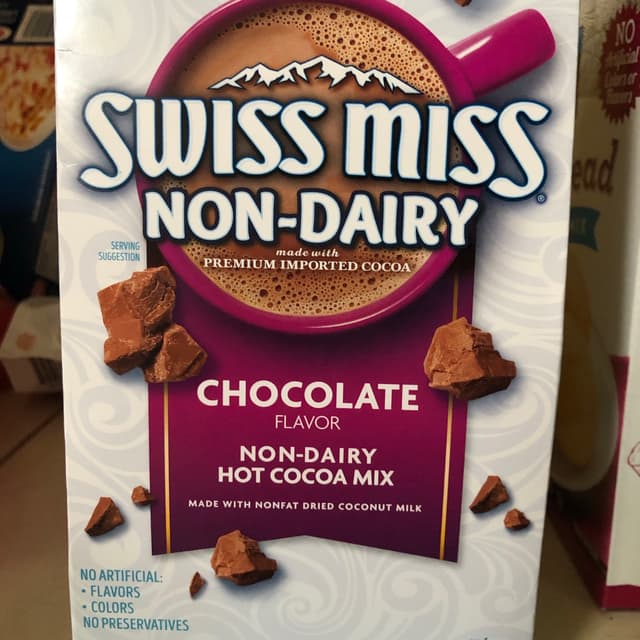 SWISS MISS®
NON-DAIRY
made with
PREMIUM IMPORTED COCOA
SERVING
SUGGESTION
CHOCOLATE
FLAVOR
NON-DAIRY
HOT COCOA MIX
MADE WITH NONFAT DRIED COCONUT MILK
NO ARTIFICIAL:
• FLAVORS
• COLORS
NO PRESERVATIVES
NO
ead